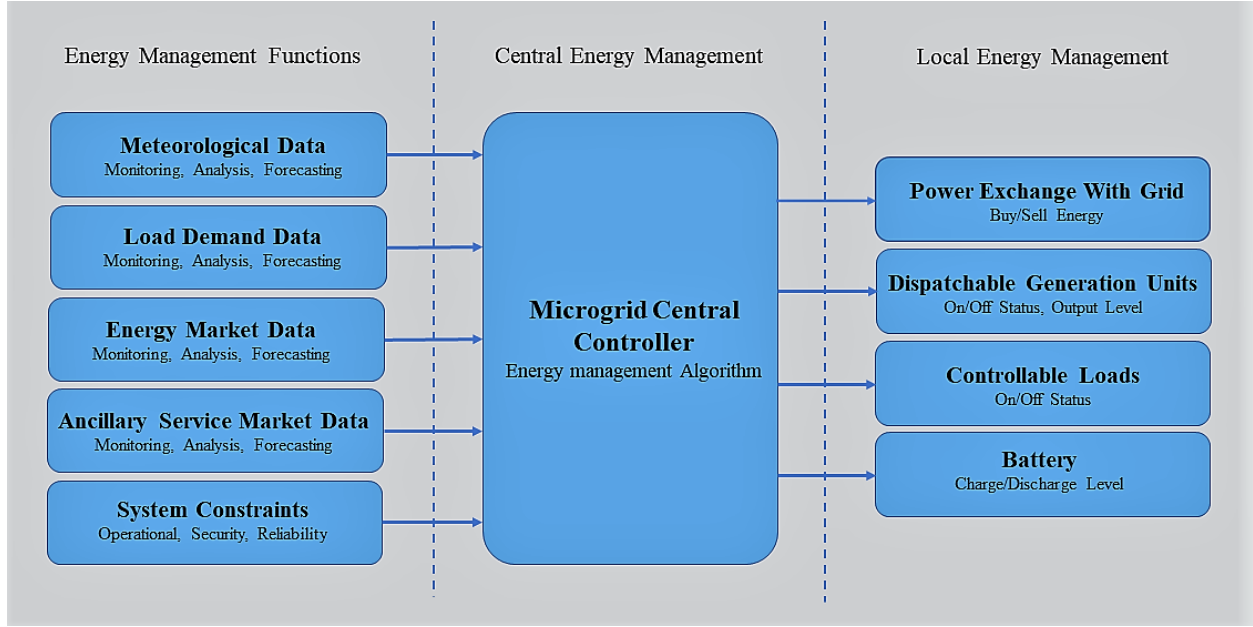 Energy Management Functions
Meteorological Data
Monitoring, Analysis, Forecasting
Load Demand Data
Monitoring, Analysis, Forecasting
Energy Market Data
Monitoring, Analysis, Forecasting
Ancillary Service Market Data
Monitoring, Analysis, Forecasting
System Constraints
Operational, Security, Reliability
Central Energy Management
Microgrid Central
Controller
Energy management Algorithm
Local Energy Management
Power Exchange With Grid
Buy/Sell Energy
Dispatchable Generation Units
On/Off Status, Output Level
Controllable Loads
On/Off Status
Battery
Charge/Discharge Level